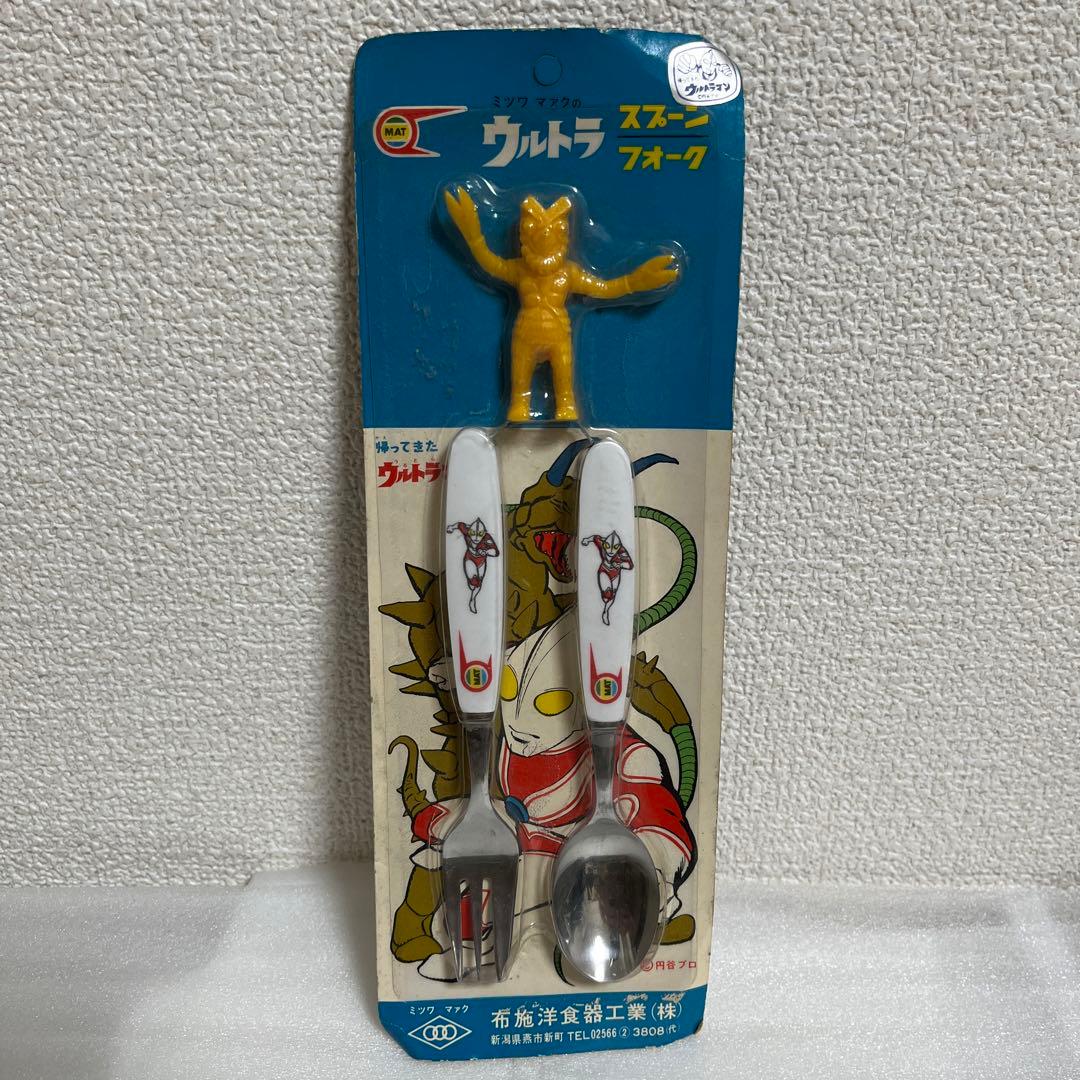 ミツワ マアクの
MAT
ウルトラ
スプーン
フォーク
ウルトラマン
帰ってきた
ウルトラ
MAT
MAT
©円谷プロ
ミツワ マアク
布施洋食器工業(株)
新潟県燕市新町 TEL02566②3808(代)